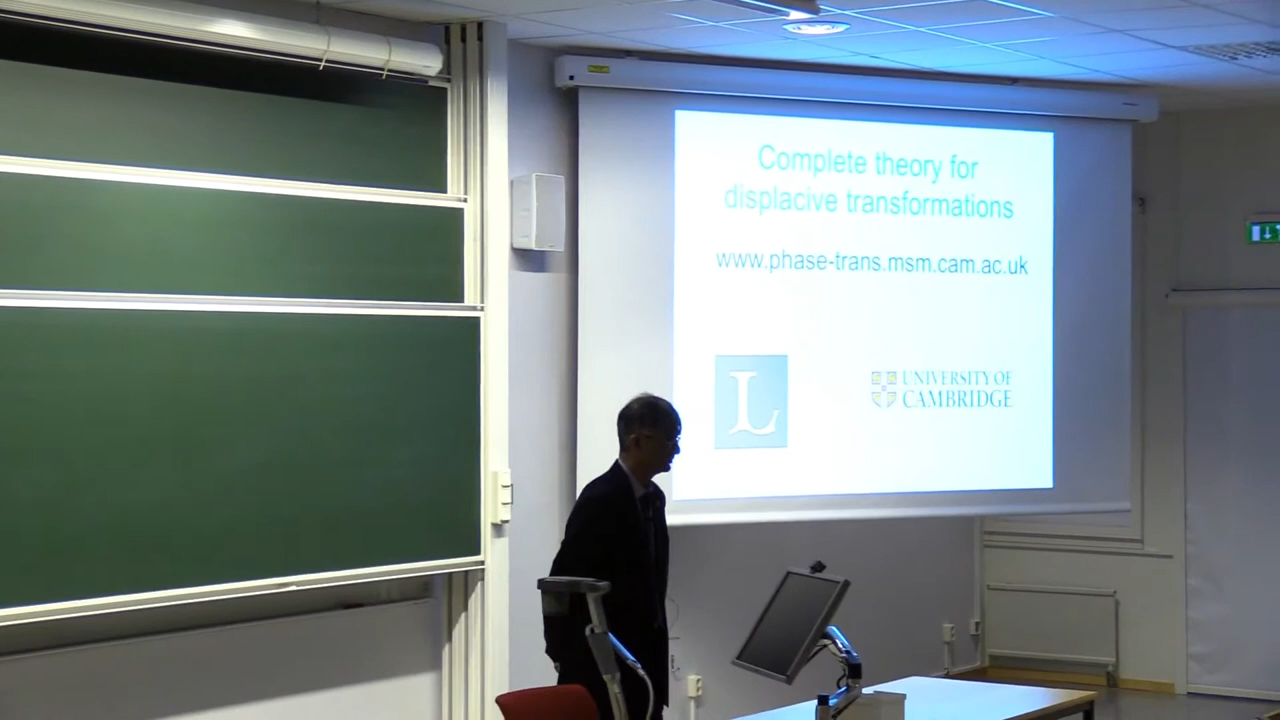 Complete theory for
displacive transformations
www.phase-trans.msm.cam.ac.uk
L
UNIVERSITY OF
CAMBRIDGE